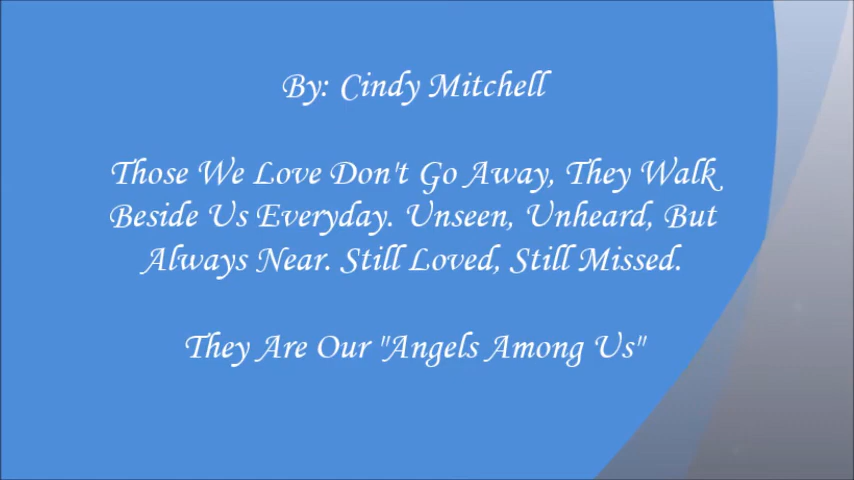 By: Cindy Mitchell
Those We Love Don't Go Away, They Walk
Beside Us Everyday. Unseen, Unheard, But
Always Near. Still Loved, Still Missed.
They Are Our "Angels Among Us"